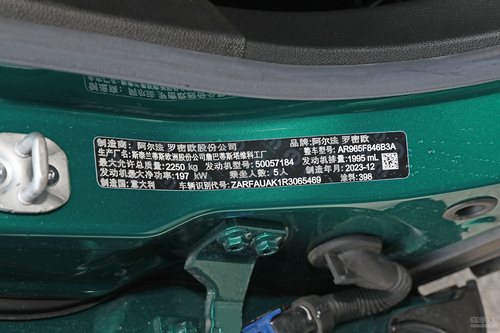 制造商：阿尔法 罗密欧股份公司 品牌：阿尔法 罗密欧
生产厂名：斯泰兰蒂斯欧洲股份公司詹巴蒂斯塔维科工厂 整车型号：AR985F846B3A
最大允许总质量：2250 kg 发动机型号：50057184 发动机排量：1995 mL
发动机最大净功率：197 kW 乘坐人数：5人 制造年月：2023-12
制造国：意大利 车辆识别代号：ZARFAUAK1R3065469 涂料：398